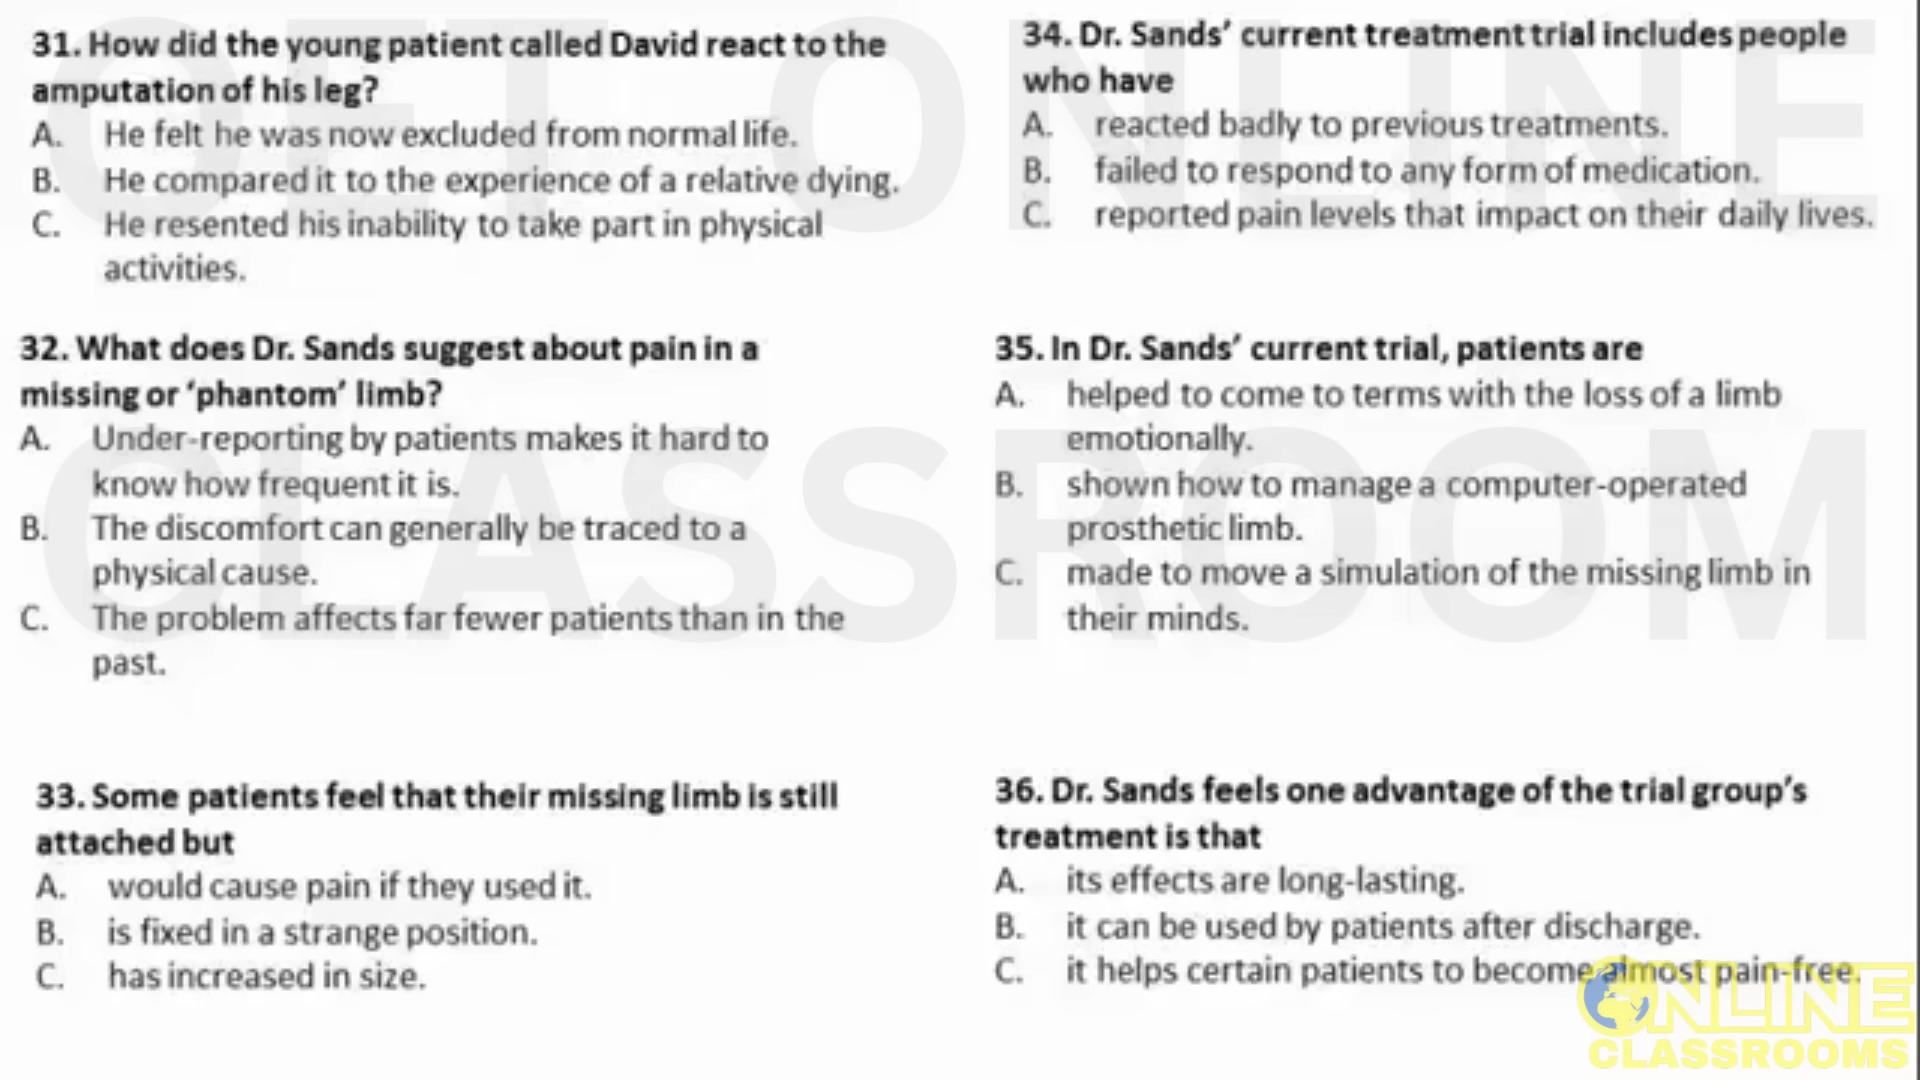 31. How did the young patient called David react to the
amputation of his leg?
A. He felt he was now excluded from normal life.
B. He compared it to the experience of a relative dying.
C. He resented his inability to take part in physical
activities.
32. What does Dr. Sands suggest about pain in a
missing or ‘phantom’ limb?
A. Under-reporting by patients makes it hard to
know how frequent it is.
B. The discomfort can generally be traced to a
physical cause.
C. The problem affects far fewer patients than in the
past.
33. Some patients feel that their missing limb is still
attached but
A. would cause pain if they used it.
B. is fixed in a strange position.
C. has increased in size.
34. Dr. Sands’ current treatment trial includes people
who have
A. reacted badly to previous treatments.
B. failed to respond to any form of medication.
C. reported pain levels that impact on their daily lives.
35. In Dr. Sands’ current trial, patients are
A. helped to come to terms with the loss of a limb
emotionally.
B. shown how to manage a computer-operated
prosthetic limb.
C. made to move a simulation of the missing limb in
their minds.
36. Dr. Sands feels one advantage of the trial group’s
treatment is that
A. its effects are long-lasting.
B. it can be used by patients after discharge.
C. it helps certain patients to become almost pain-free.
OET ONLINE
CLASSROOM
ONLINE
CLASSROOMS